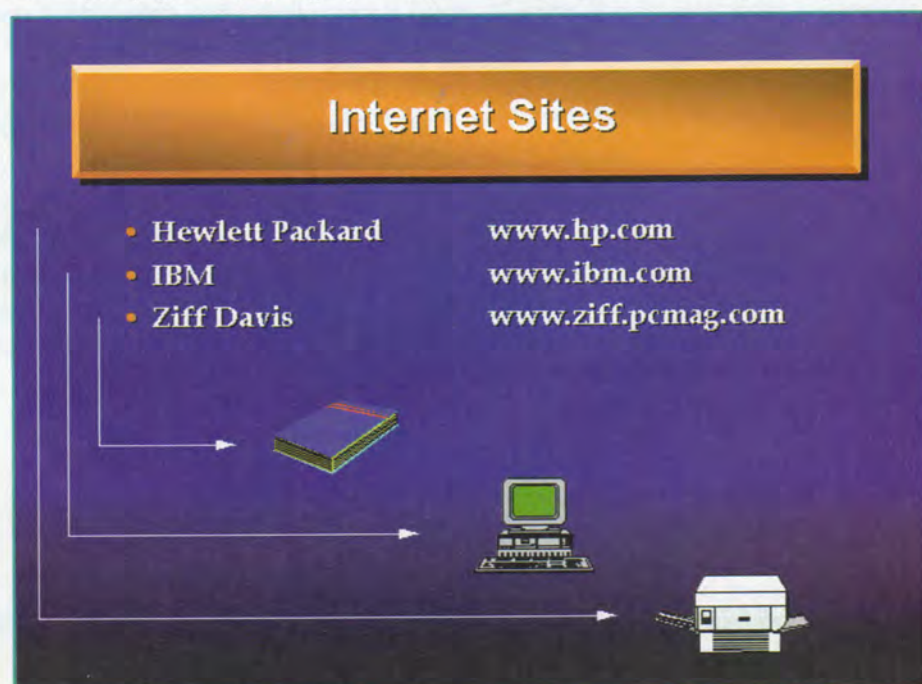 Internet Sites
• Hewlett Packard www.hp.com
• IBM www.ibm.com
• Ziff Davis www.ziff.pcmag.com